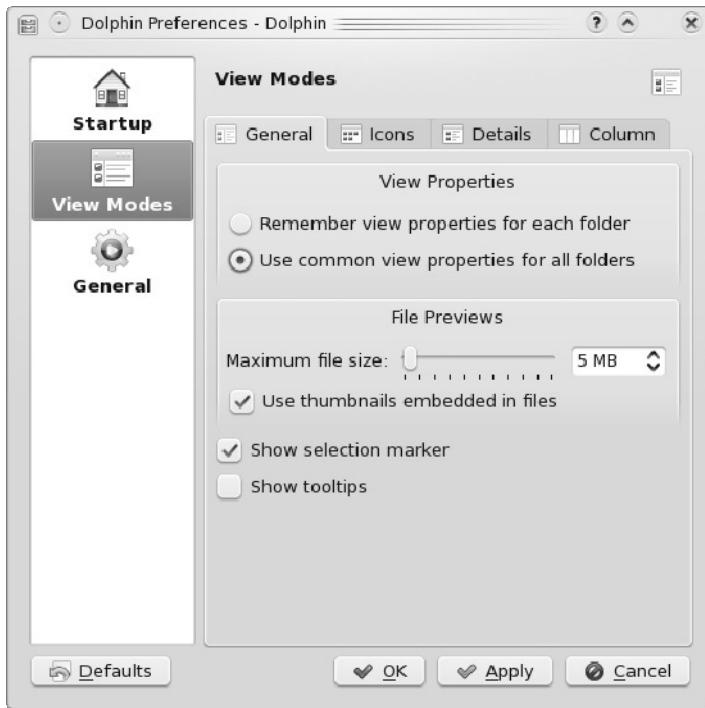 Dolphin Preferences - Dolphin
Startup
View Modes
General
View Modes
General
Icons
Details
Column
View Properties
Remember view properties for each folder
Use common view properties for all folders
File Previews
Maximum file size:
5 MB
Use thumbnails embedded in files
Show selection marker
Show tooltips
Defaults
OK
Apply
Cancel